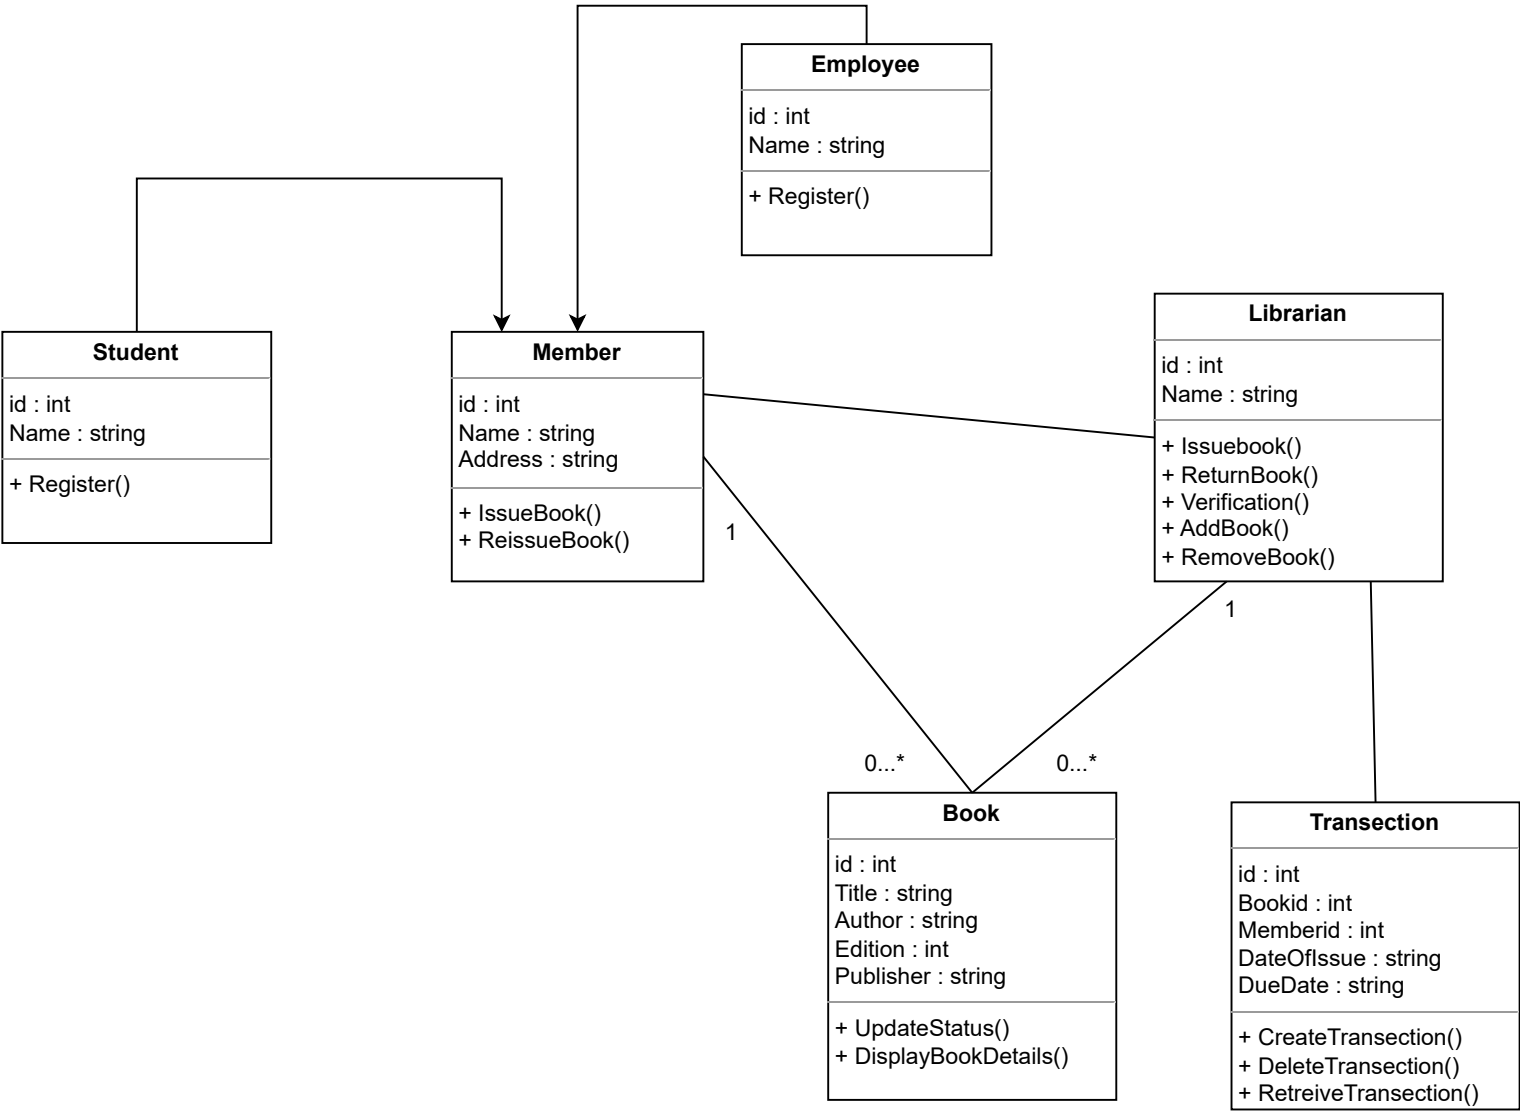 Employee
id : int
Name : string
+ Register()
Student
id : int
Name : string
+ Register()
Member
id : int
Name : string
Address : string
+ IssueBook()
+ ReissueBook()
Librarian
id : int
Name : string
+ Issuebook()
+ ReturnBook()
+ Verification()
+ AddBook()
+ RemoveBook()
1
1
0...*
0...*
Book
id : int
Title : string
Author : string
Edition : int
Publisher : string
+ UpdateStatus()
+ DisplayBookDetails()
Transection
id : int
Bookid : int
Memberid : int
DateOfIssue : string
DueDate : string
+ CreateTransection()
+ DeleteTransection()
+ RetreiveTransection()